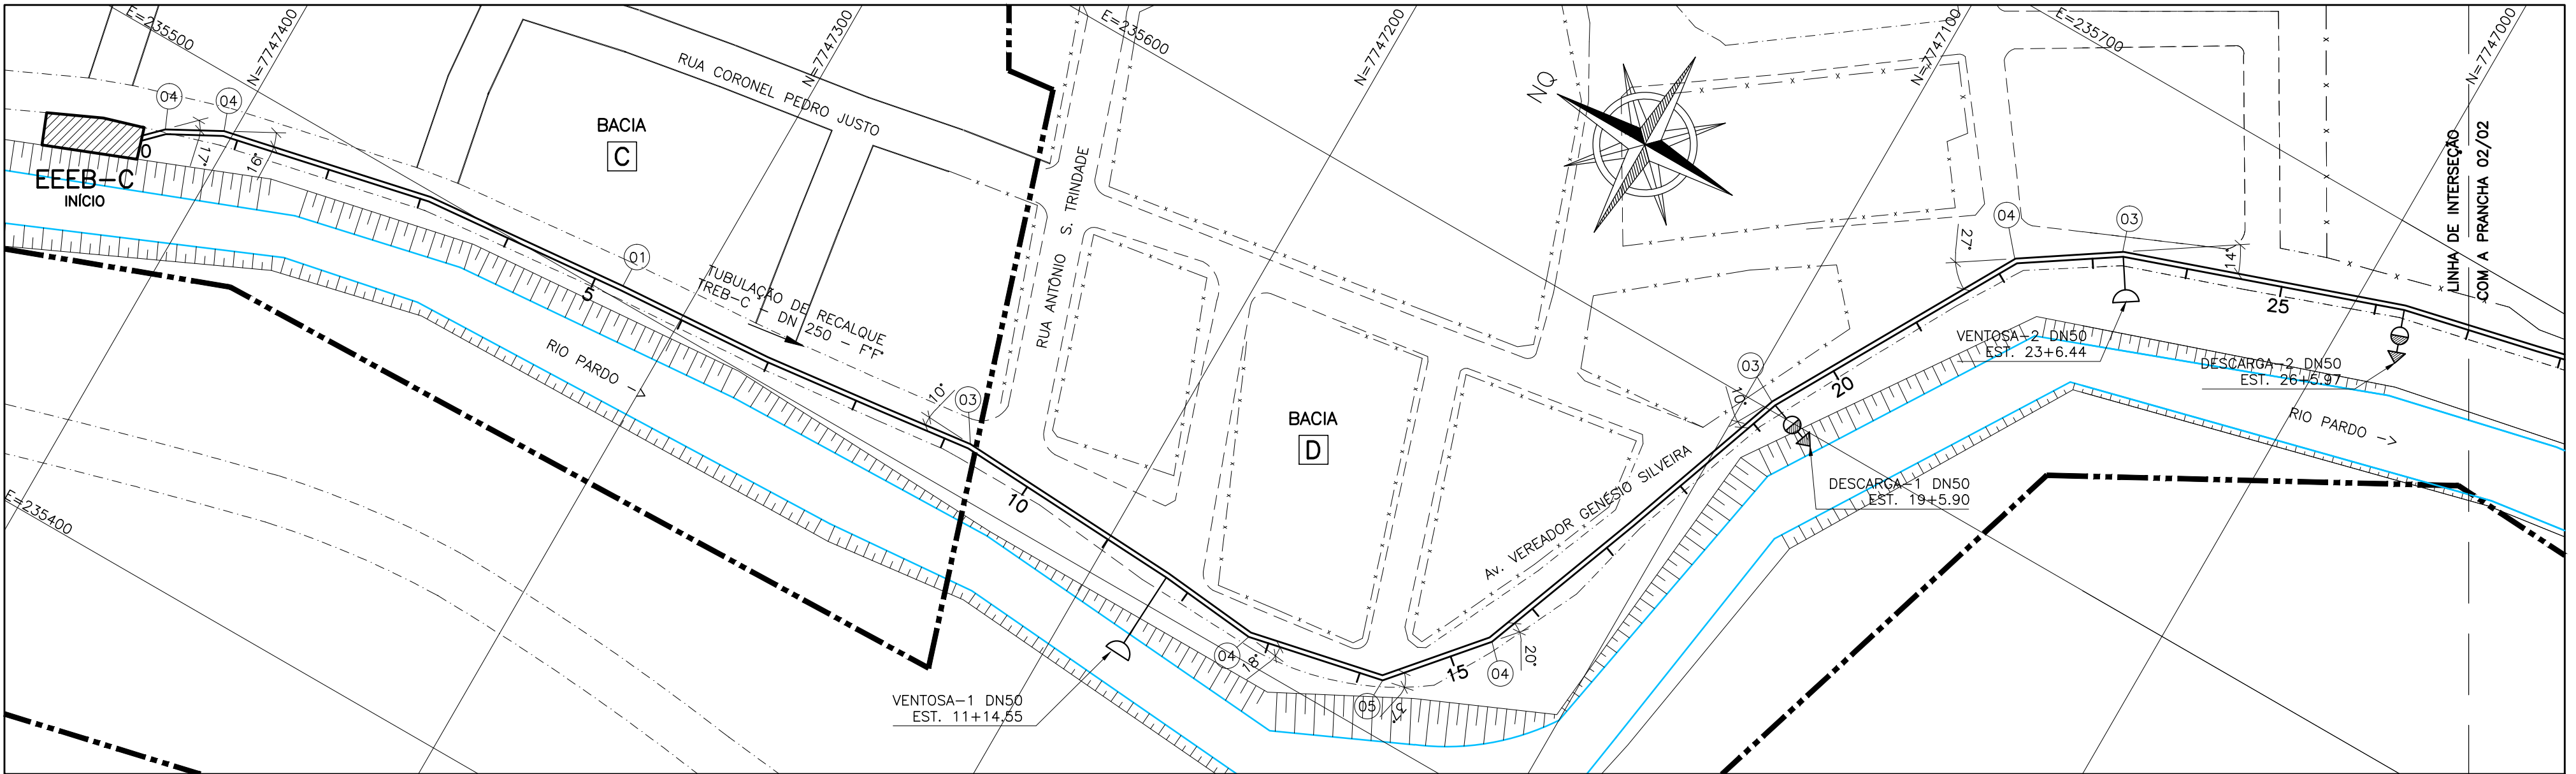 E=235500
N=7747400
N=7747300
E=235600
N=7747200
N=7747100
E=235700
N=7747000
RUA CORONEL PEDRO JUSTO
04
04
17°
19°
0
EEEB-C
INÍCIO
BACIA
C
RUA ANTÔNIO S. TRINDADE
NO
LINHA DE INTERSEÇÃO
COM A PRANCHA 02/02
01
5
TUBULAÇÃO DE RECALQUE
TREB-C - DN 250 - F°F°
RIO PARDO ->
10°
03
10
E=235400
BACIA
D
Av. VEREADOR GENÉSIO SILVEIRA
03
10°
20
27°
04
03
14°
25
VENTOSA-2 DN50
EST. 23+6.44
DESCARGA-2 DN50
EST. 26+5.97
RIO PARDO ->
DESCARGA-1 DN50
EST. 19+5.90
VENTOSA-1 DN50
EST. 11+14.55
04
18°
05
15
04
20°